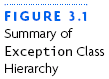 FIGURE 3.1
Summary of
Exception Class
Hierarchy